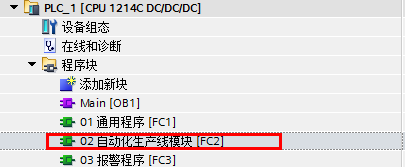 PLC_1 [CPU 1214C DC/DC/DC]
设备组态
在线和诊断
程序块
添加新块
Main [OB1]
01 通用程序 [FC1]
02 自动化生产线模块 [FC2]
03 报警程序 [FC3]